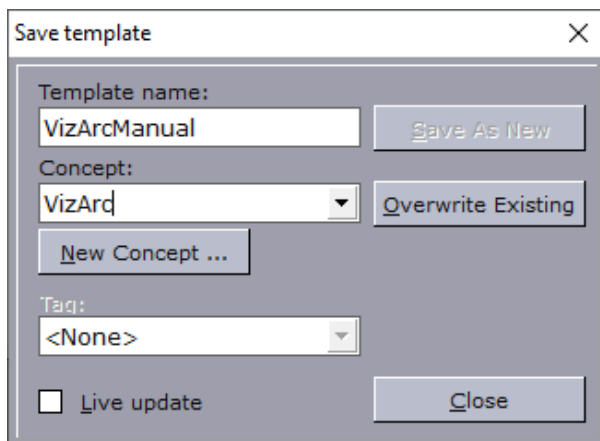 Save template
Template name:
VizArcManual
Save As New
Concept:
VizArc
Overwrite Existing
New Concept ...
Tag:
<None>
Live update
Close